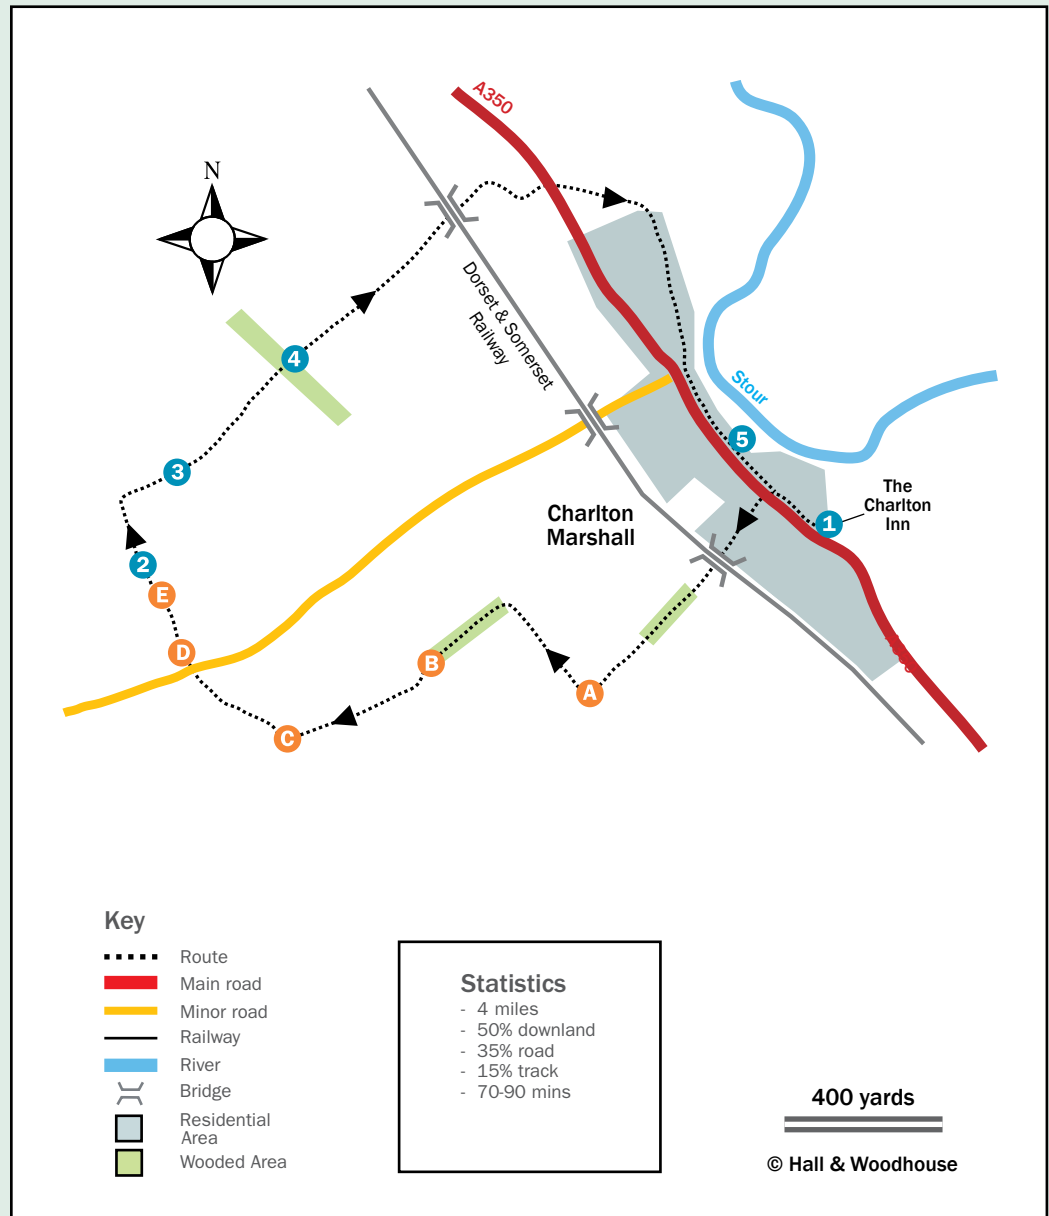 A350
N
Dorset & Somerset
Railway
4
Stour
5
3
The
Charlton
Inn
1
Charlton
Marshall
2
E
D
B
A
C
Key
Route
Main road
Minor road
Railway
River
Bridge
Residential
Area
Wooded Area
Statistics
- 4 miles
- 50% downland
- 35% road
- 15% track
- 70-90 mins
400 yards
© Hall & Woodhouse